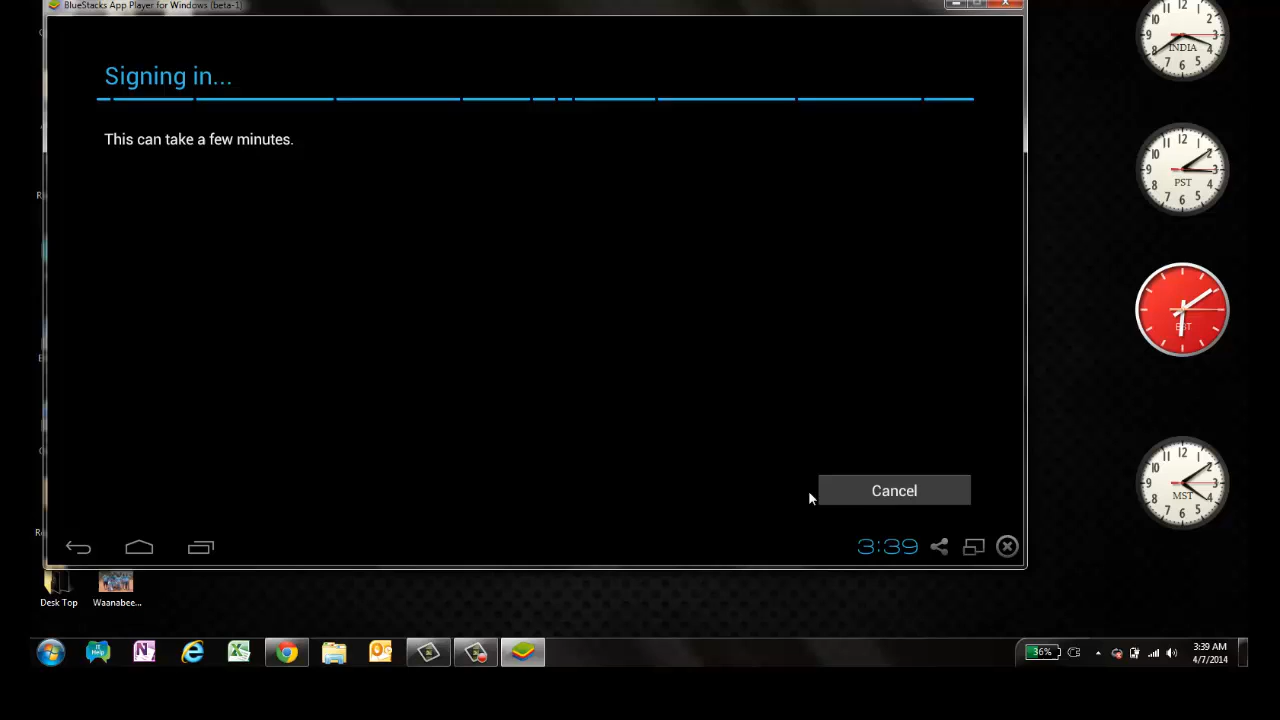 BlueStacks App Player for Windows (beta-1)
Signing in...
This can take a few minutes.
Cancel
3:39
INDIA
PST
EST
MST
Desk Top
Waanabee...
36%
3:39 AM
4/7/2014